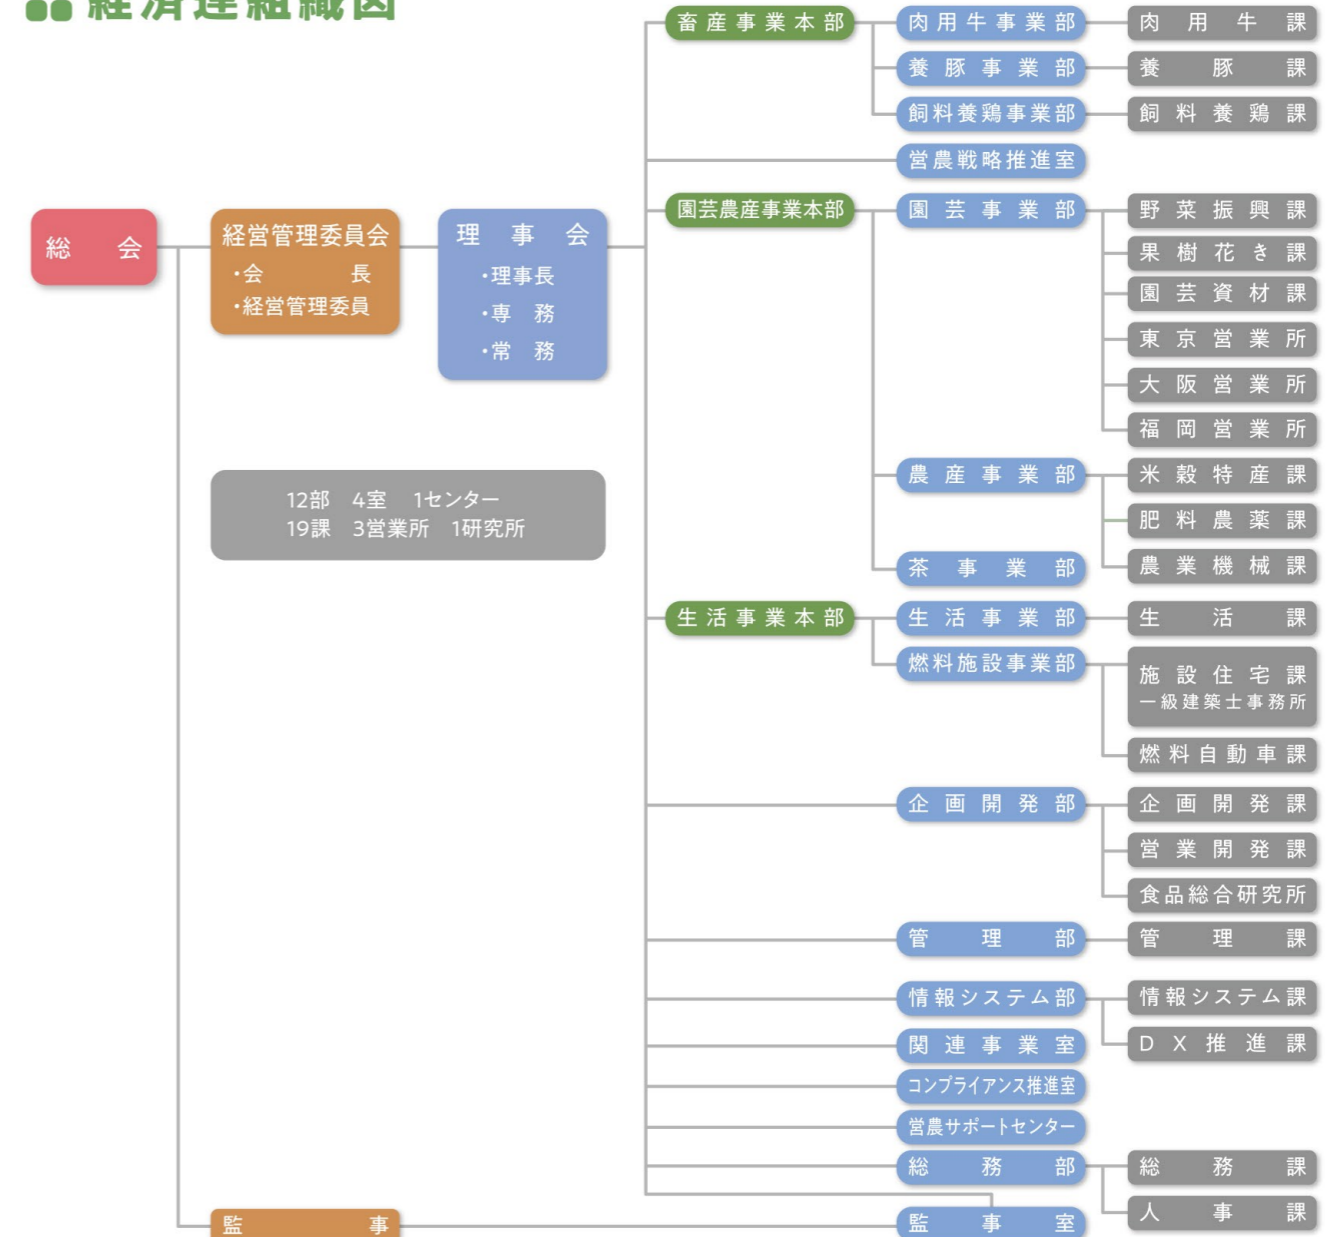 経済連組織図
総会
経営管理委員会
・会長
・経営管理委員
理事会
・理事長
・専務
・常務
12部 4室 1センター
19課 3営業所 1研究所
監事
畜産事業本部
肉用牛事業部
肉用牛課
養豚事業部
養豚課
飼料養鶏事業部
飼料養鶏課
営農戦略推進室
園芸農産事業本部
園芸事業部
野菜振興課
果樹花き課
園芸資材課
東京営業所
大阪営業所
福岡営業所
農産事業部
米穀特産課
肥料農薬課
農業機械課
茶事業部
生活事業本部
生活事業部
生活課
燃料施設事業部
施設住宅課
一級建築士事務所
燃料自動車課
企画開発部
企画開発課
営業開発課
食品総合研究所
管理部
管理課
情報システム部
情報システム課
DX推進課
関連事業室
コンプライアンス推進室
営農サポートセンター
総務部
総務課
人事課
監事室